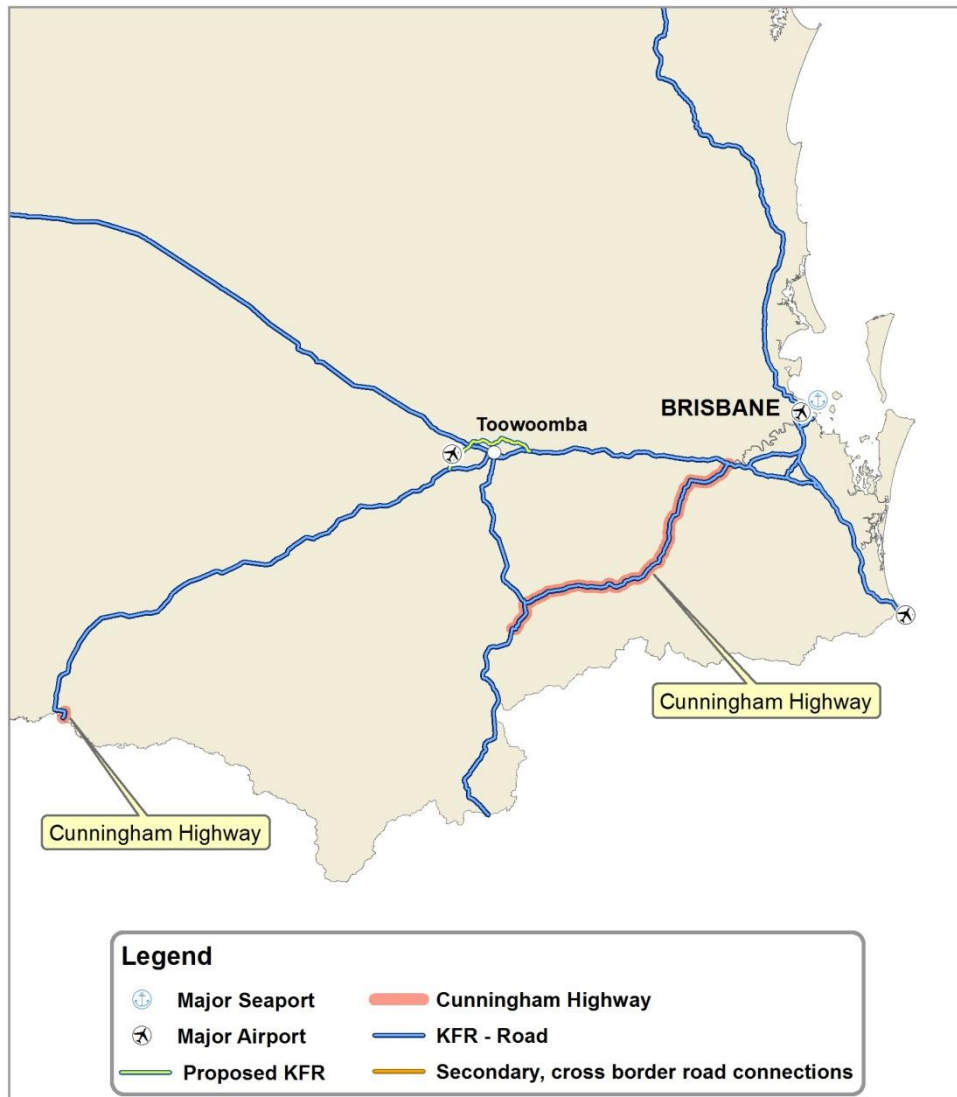 BRISBANE
Toowoomba
Cunningham Highway
Cunningham Highway
Legend
Major Seaport
Cunningham Highway
Major Airport
KFR - Road
Proposed KFR
Secondary, cross border road connections